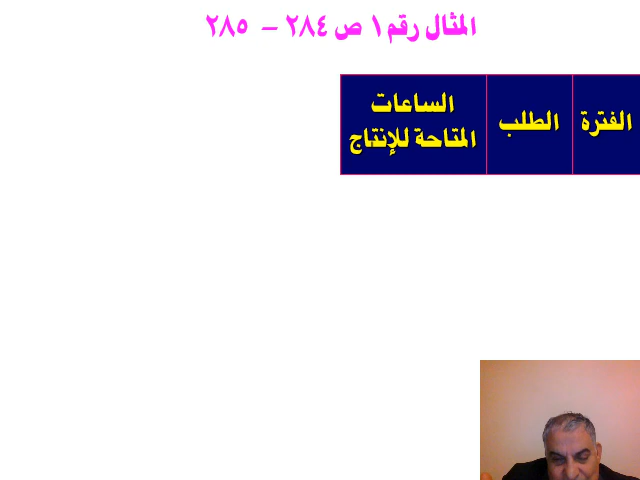 المثال رقم ١ ص ٢٨٤ – ٢٨٥
الفترة
الطلب
الساعات
المتاحة للإنتاج